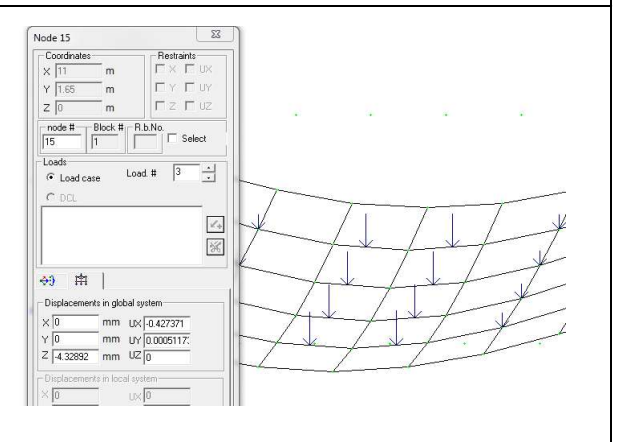 Node 15
Coordinates
X 11 m
Y 1.65 m
Z 0 m
Restraints
X UX
Y UY
Z UZ
node # Block # R.b.No.
15 1 Select
Loads
Load case Load. # 3
DCL
Displacements in global system
X 0 mm UX -0.427371
Y 0 mm UY 0.0005117
Z -4.32892 mm UZ 0
Displacements in local system
X 0 UX 0